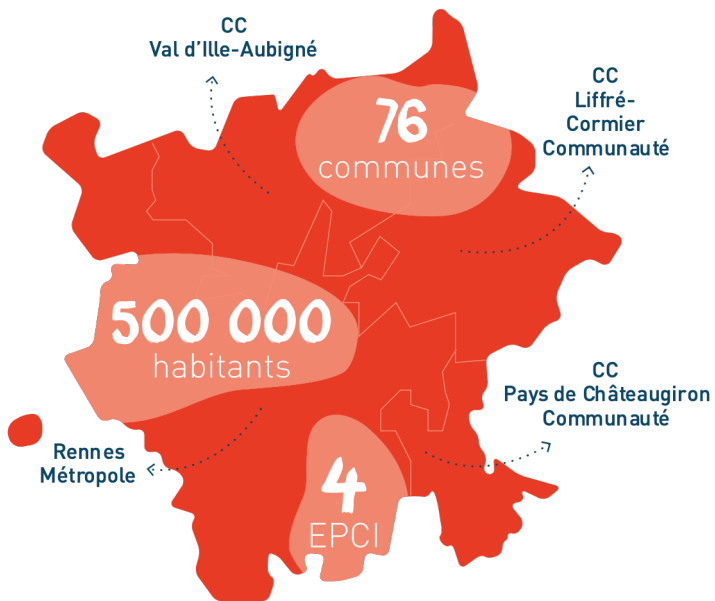 CC
Val d'Ille-Aubigné
CC
Liffré-
Cormier
Communauté
76
communes
500 000
habitants
CC
Pays de Châteaugiron
Communauté
Rennes
Métropole
4
EPCI